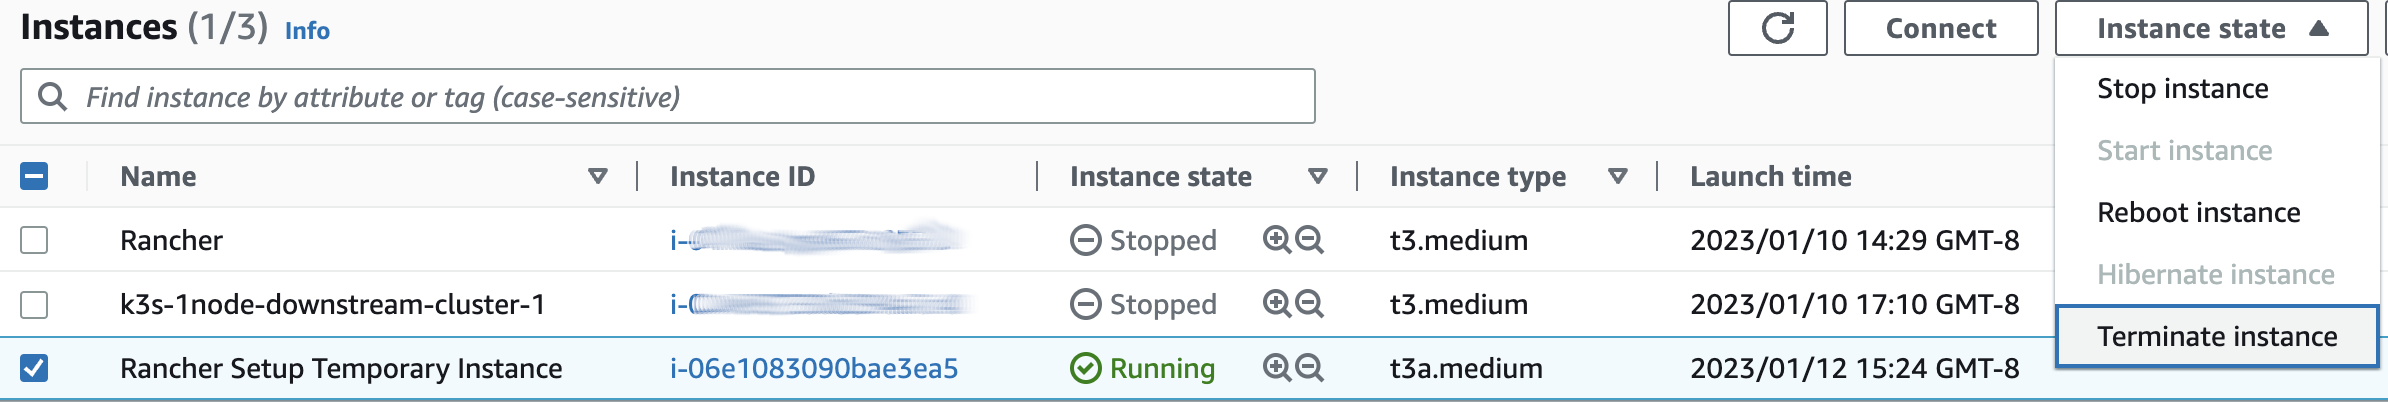 Instances (1/3) Info
Connect
Instance state
Find instance by attribute or tag (case-sensitive)
Name Instance ID Instance state Instance type Launch time
Rancher i- Stopped t3.medium 2023/01/10 14:29 GMT-8
k3s-1node-downstream-cluster-1 i- Stopped t3.medium 2023/01/10 17:10 GMT-8
Rancher Setup Temporary Instance i-06e1083090bae3ea5 Running t3a.medium 2023/01/12 15:24 GMT-8
Stop instance
Start instance
Reboot instance
Hibernate instance
Terminate instance